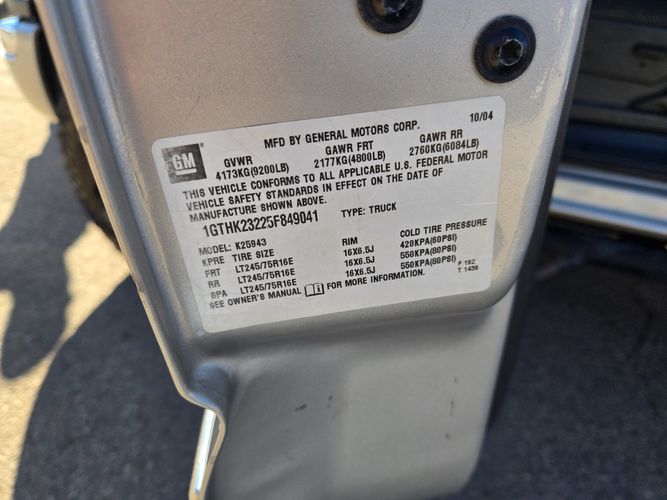 MFD BY GENERAL MOTORS CORP. 10/04
GM
GVWR GAWR FRT GAWR RR
4173KG(9200LB) 2177KG(4800LB) 2760KG(6084LB)
THIS VEHICLE CONFORMS TO ALL APPLICABLE U.S. FEDERAL MOTOR
VEHICLE SAFETY STANDARDS IN EFFECT ON THE DATE OF
MANUFACTURE SHOWN ABOVE.
1GTHK23225F849041 TYPE: TRUCK
MODEL: K25943
KPRE TIRE SIZE RIM COLD TIRE PRESSURE
FRT LT245/75R16E 16X6.5J 420KPA(60PSI)
RR LT245/75R16E 16X6.5J 550KPA(80PSI)
SPA LT245/75R16E 16X6.5J 550KPA(80PSI)
SEE OWNER'S MANUAL FOR MORE INFORMATION.
F 192
T 1439